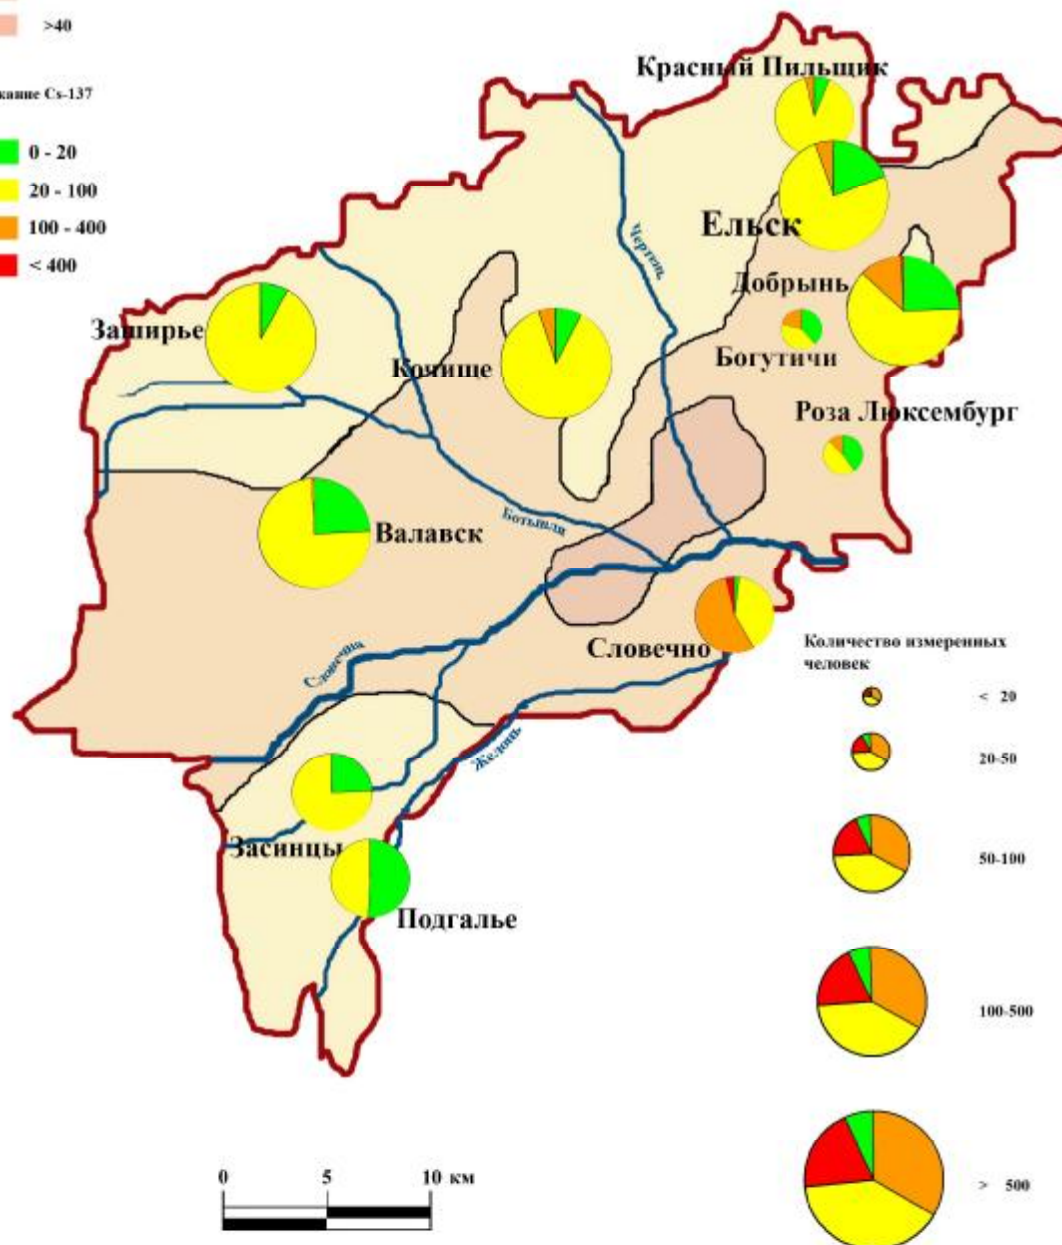 >40
Cs-137
0 - 20
20 - 100
100 - 400
< 400
Красный Пильщик
Ельск
Чертень
Добрынь
Заширье
Кочище
Богутичи
Роза Люксембург
Ботывля
Валавск
Словечна
Словечно
Желонь
Засинцы
Подгалье
Количество измеренных
человек
< 20
20-50
50-100
100-500
> 500
0 5 10 км